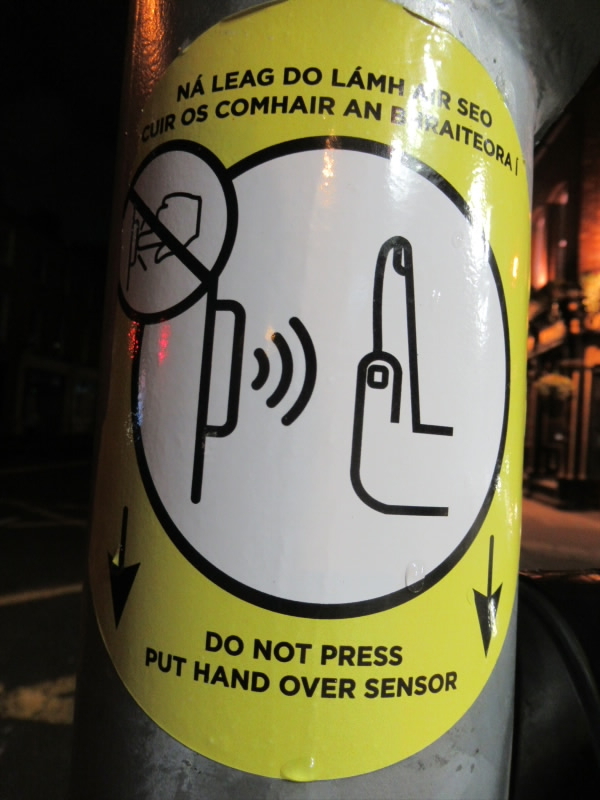 NÁ LEAG DO LÁMH AIR SEO
CUIR OS COMHAIR AN BHRAITEORA Í
DO NOT PRESS
PUT HAND OVER SENSOR